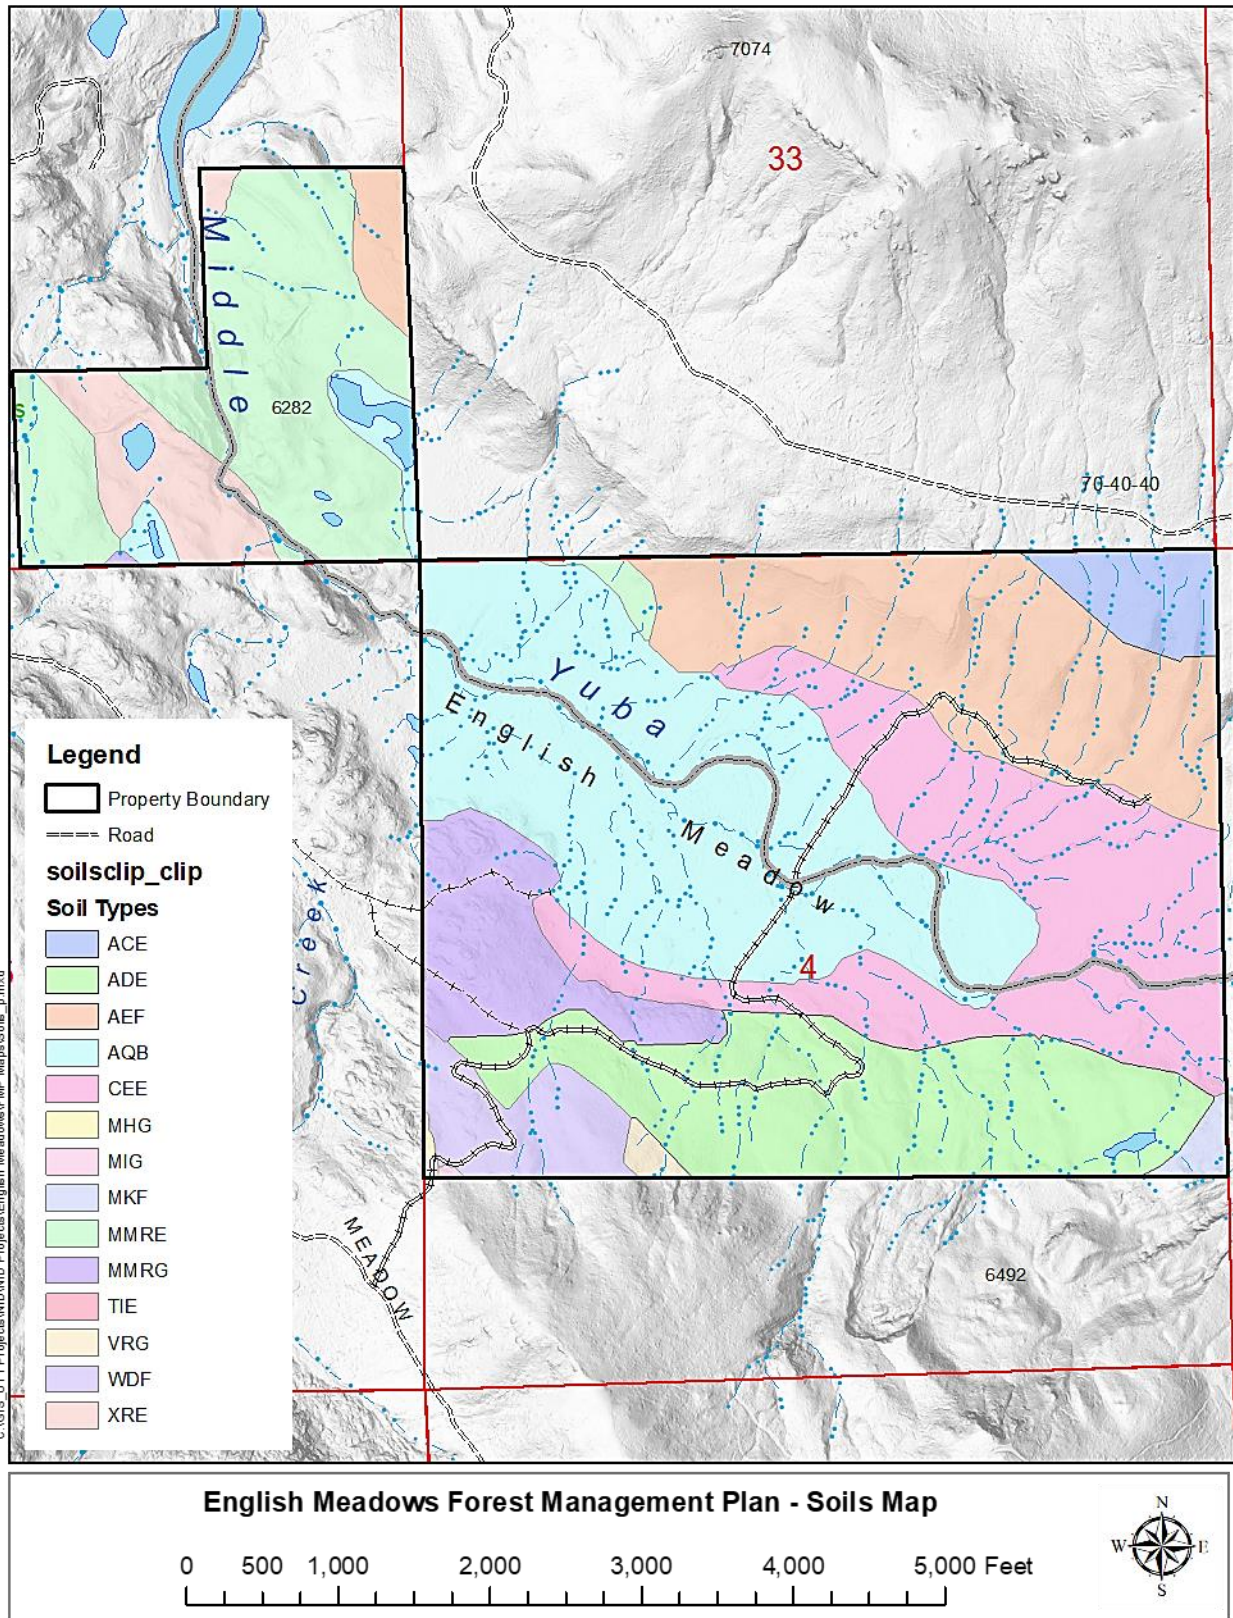 7074
33
Middle
6282
s
70-40-40
Yuba
English
Meadow
4
Creek
MEADOW
6492
Legend
Property Boundary
Road
soilsclip_clip
Soil Types
ACE
ADE
AEF
AQB
CEE
MHG
MIG
MKF
MMRE
MMRG
TIE
VRG
WDF
XRE
English Meadows Forest Management Plan - Soils Map
0 500 1,000 2,000 3,000 4,000 5,000 Feet
N
W E
S